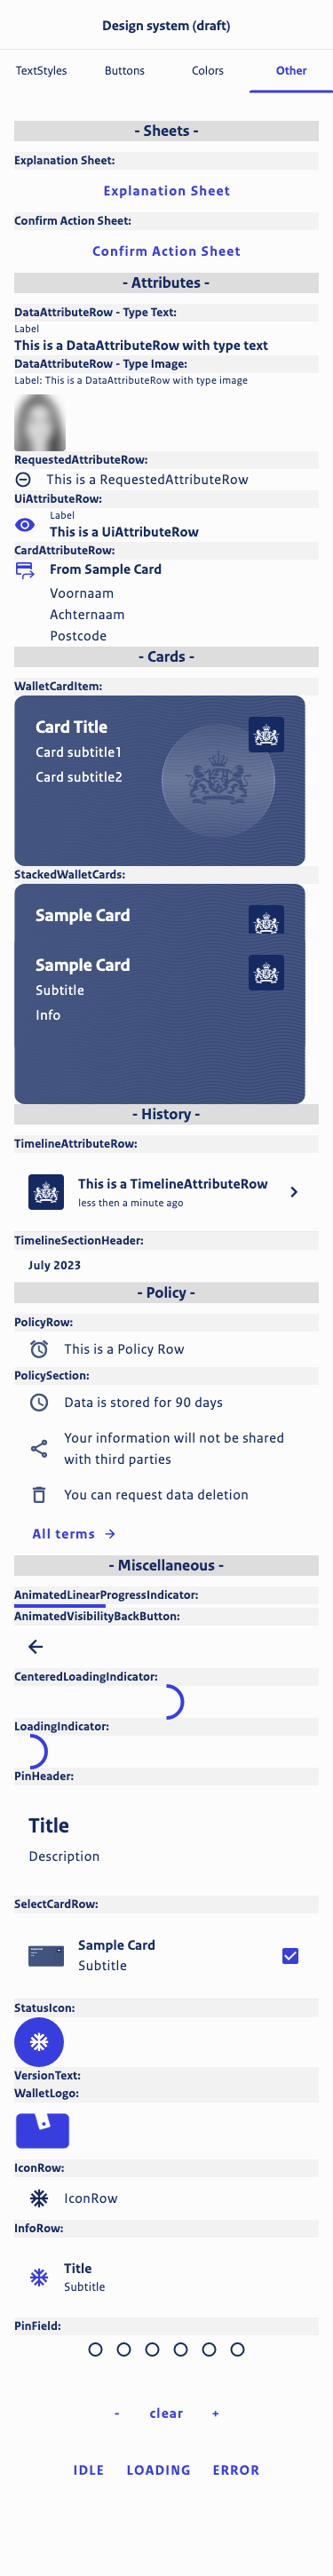 Design system (draft)
TextStyles Buttons Colors Other
- Sheets -
Explanation Sheet:
Explanation Sheet
Confirm Action Sheet:
Confirm Action Sheet
- Attributes -
DataAttributeRow - Type Text:
Label
This is a DataAttributeRow with type text
DataAttributeRow - Type Image:
Label: This is a DataAttributeRow with type image
RequestedAttributeRow:
This is a RequestedAttributeRow
UiAttributeRow:
Label
This is a UiAttributeRow
CardAttributeRow:
From Sample Card
Voornaam
Achternaam
Postcode
- Cards -
WalletCardItem:
Card Title
Card subtitle1
Card subtitle2
StackedWalletCards:
Sample Card
Sample Card
Subtitle
Info
- History -
TimelineAttributeRow:
This is a TimelineAttributeRow
less then a minute ago
TimelineSectionHeader:
July 2023
- Policy -
PolicyRow:
This is a Policy Row
PolicySection:
Data is stored for 90 days
Your information will not be shared
with third parties
You can request data deletion
All terms
- Miscellaneous -
AnimatedLinearProgressIndicator:
AnimatedVisibilityBackButton:
CenteredLoadingIndicator:
LoadingIndicator:
PinHeader:
Title
Description
SelectCardRow:
Sample Card
Subtitle
StatusIcon:
VersionText:
WalletLogo:
IconRow:
IconRow
InfoRow:
Title
Subtitle
PinField:
- clear +
IDLE LOADING ERROR